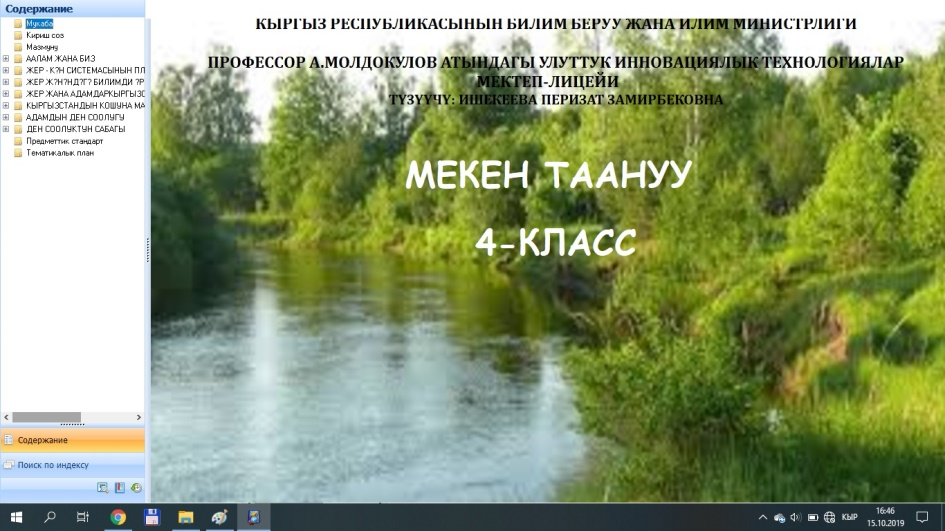 Содержание
Мукаба
Кириш соз
Мазмуну
ААЛАМ ЖАНА БИЗ
ЖЕР - К?Н СИСТЕМАСЫНЫН ПЛ
ЖЕР Ж?Н?НД?Г? БИЛИМДИ ?Р
ЖЕР ЖАНА АДАМДАРКЫРГЫЗС
КЫРГЫЗСТАНДЫН КОШУНА МА
АДАМДЫН ДЕН СООЛУГУ
ДЕН СООЛУКТУН САБАГЫ
Предметтик стандарт
Тематикалык план
Содержание
Поиск по индексу
КЫРГЫЗ РЕСПУБЛИКАСЫНЫН БИЛИМ БЕРУУ ЖАНА ИЛИМ МИНИСТРЛИГИ
ПРОФЕССОР А.МОЛДОКУЛОВ АТЫНДАГЫ УЛУТТУК ИННОВАЦИЯЛЫК ТЕХНОЛОГИЯЛАР
МЕКТЕП-ЛИЦЕЙИ
ТҮЗҮҮЧҮ: ИШЕКЕЕВА ПЕРИЗАТ ЗАМИРБЕКОВНА
МЕКЕН ТААНУУ
4-КЛАСС
КЫР
16:46
15.10.2019